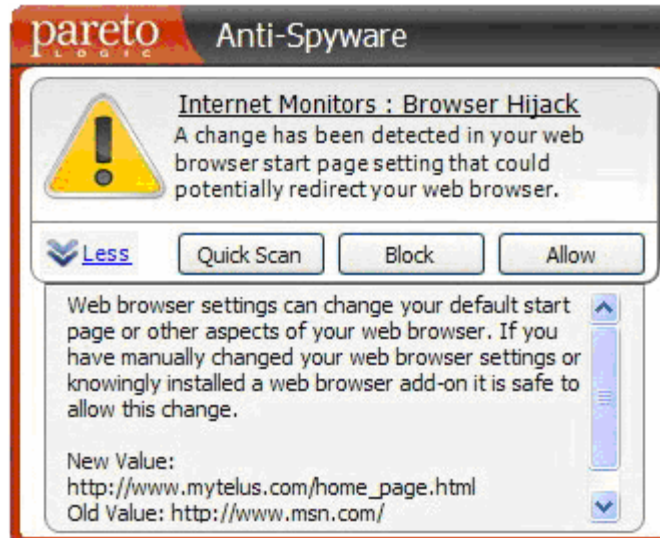 pareto Anti-Spyware
LOGIC
Internet Monitors : Browser Hijack
A change has been detected in your web
browser start page setting that could
potentially redirect your web browser.
Less Quick Scan Block Allow
Web browser settings can change your default start
page or other aspects of your web browser. If you
have manually changed your web browser settings or
knowingly installed a web browser add-on it is safe to
allow this change.
New Value:
http://www.mytelus.com/home_page.html
Old Value: http://www.msn.com/